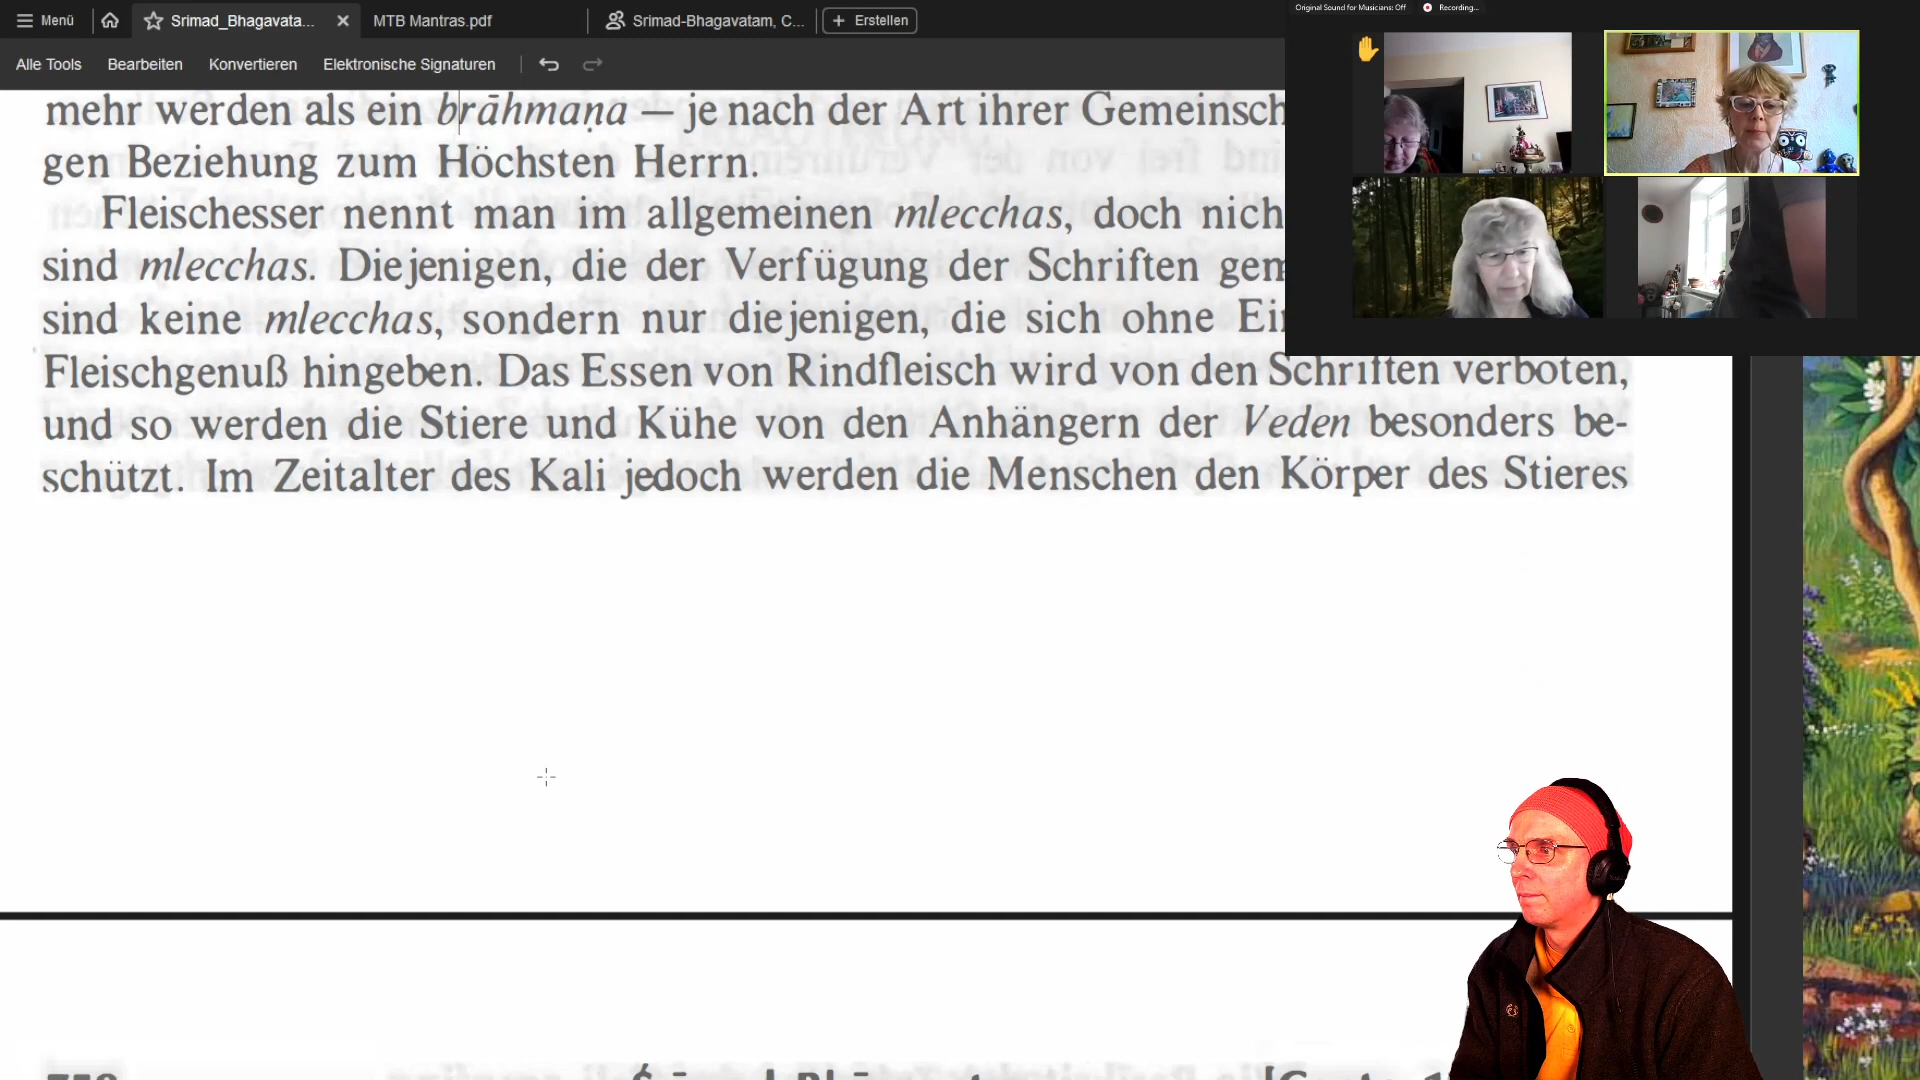 Original Sound for Musicians: Off Recording...
Menü Srimad_Bhagavata... MTB Mantras.pdf Srimad-Bhagavatam, C... Erstellen
Alle Tools Bearbeiten Konvertieren Elektronische Signaturen
mehr werden als ein brāhmaṇa — je nach der Art ihrer Gemeinsch
gen Beziehung zum Höchsten Herrn.
Fleischesser nennt man im allgemeinen mlecchas, doch nich
sind mlecchas. Diejenigen, die der Verfügung der Schriften gem
sind keine mlecchas, sondern nur diejenigen, die sich ohne Ein
Fleischgenuß hingeben. Das Essen von Rindfleisch wird von den Schriften verboten,
und so werden die Stiere und Kühe von den Anhängern der Veden besonders be-
schützt. Im Zeitalter des Kali jedoch werden die Menschen den Körper des Stieres